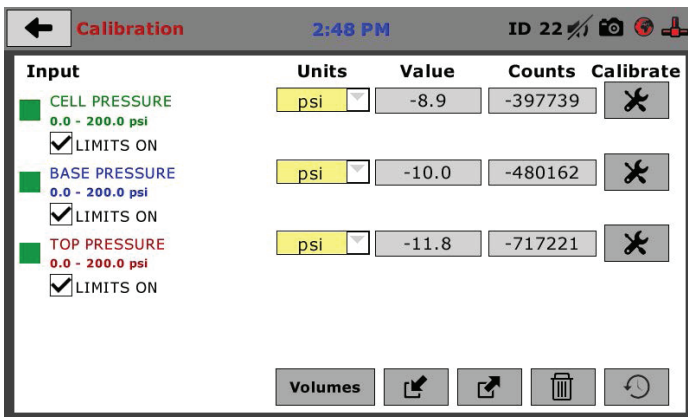 Calibration 2:48 PM ID 22
Input Units Value Counts Calibrate
CELL PRESSURE psi -8.9 -397739
0.0 - 200.0 psi
LIMITS ON
BASE PRESSURE psi -10.0 -480162
0.0 - 200.0 psi
LIMITS ON
TOP PRESSURE psi -11.8 -717221
0.0 - 200.0 psi
LIMITS ON
Volumes